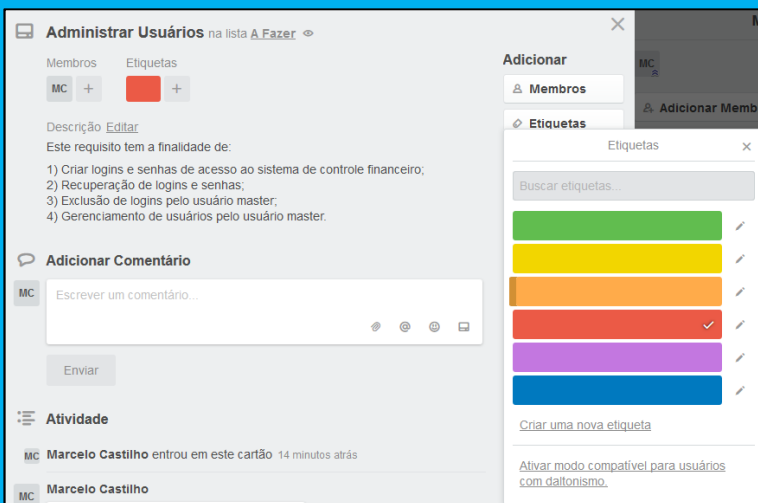 Administrar Usuários na lista A Fazer
Membros Etiquetas
MC + +
Descrição Editar
Este requisito tem a finalidade de:
1) Criar logins e senhas de acesso ao sistema de controle financeiro;
2) Recuperação de logins e senhas;
3) Exclusão de logins pelo usuário master;
4) Gerenciamento de usuários pelo usuário master.
Adicionar Comentário
MC
Escrever um comentário...
@
Enviar
Atividade
MC Marcelo Castilho entrou em este cartão 14 minutos atrás
MC Marcelo Castilho
Adicionar
Membros
Etiquetas
Etiquetas
Buscar etiquetas...
Criar uma nova etiqueta
Ativar modo compatível para usuários
com daltonismo.
M
MC
Adicionar Memb